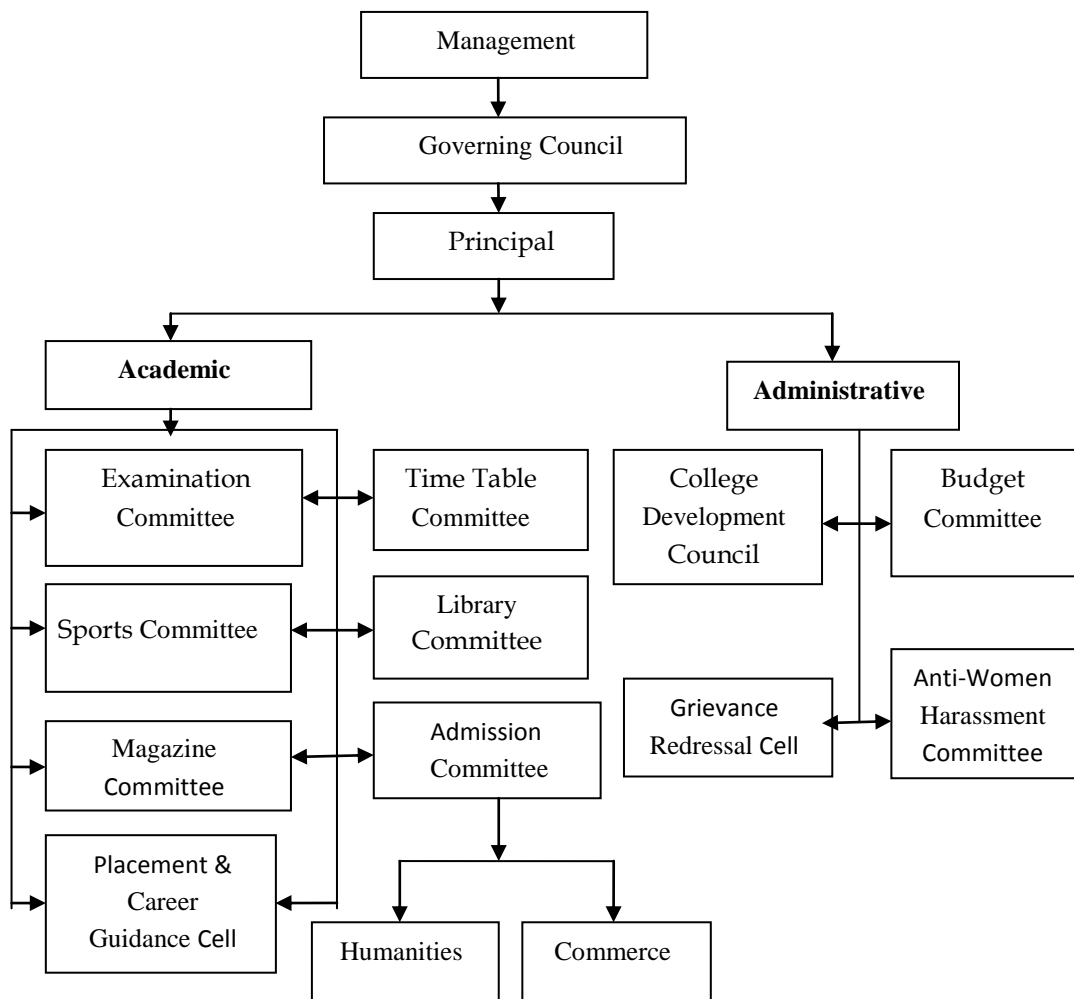 Management
Governing Council
Principal
Academic
Administrative
Examination
Committee
Time Table
Committee
College
Development
Council
Budget
Committee
Sports Committee
Library
Committee
Grievance
Redressal Cell
Anti-Women
Harassment
Committee
Magazine
Committee
Admission
Committee
Placement &
Career
Guidance Cell
Humanities
Commerce